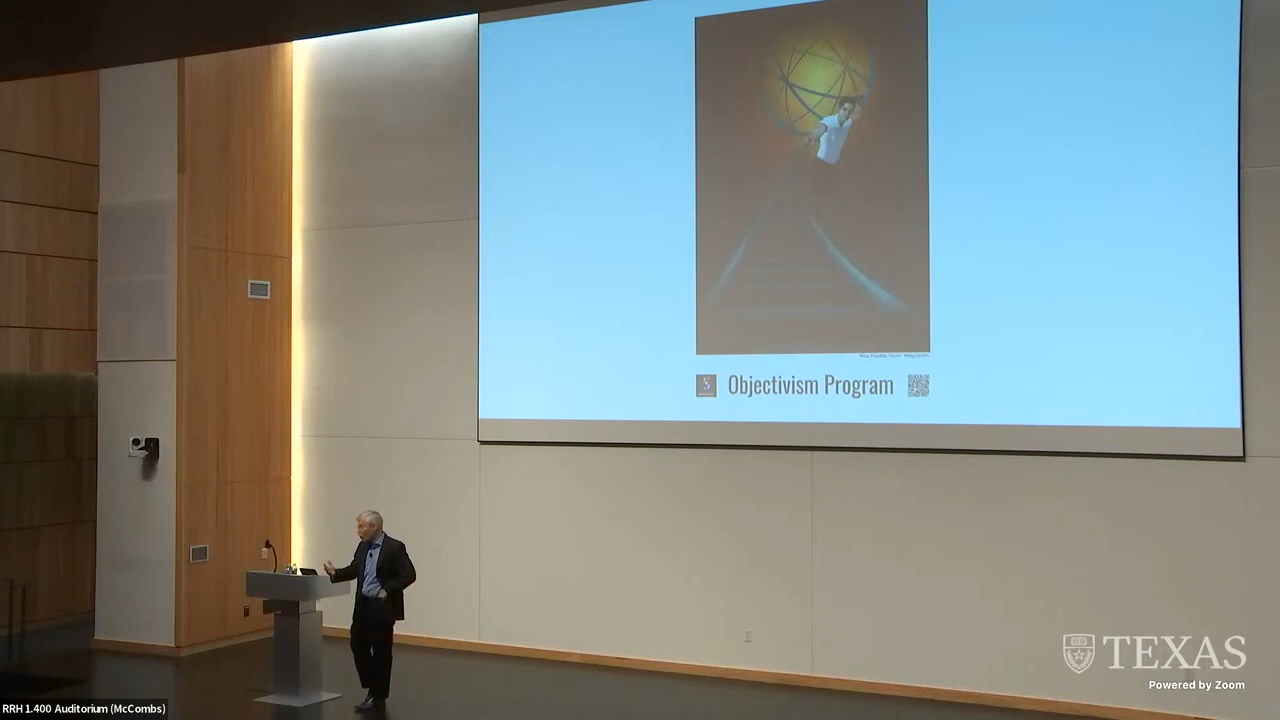 Objectivism Program
TEXAS
Powered by Zoom
RRH 1.400 Auditorium (McCombs)